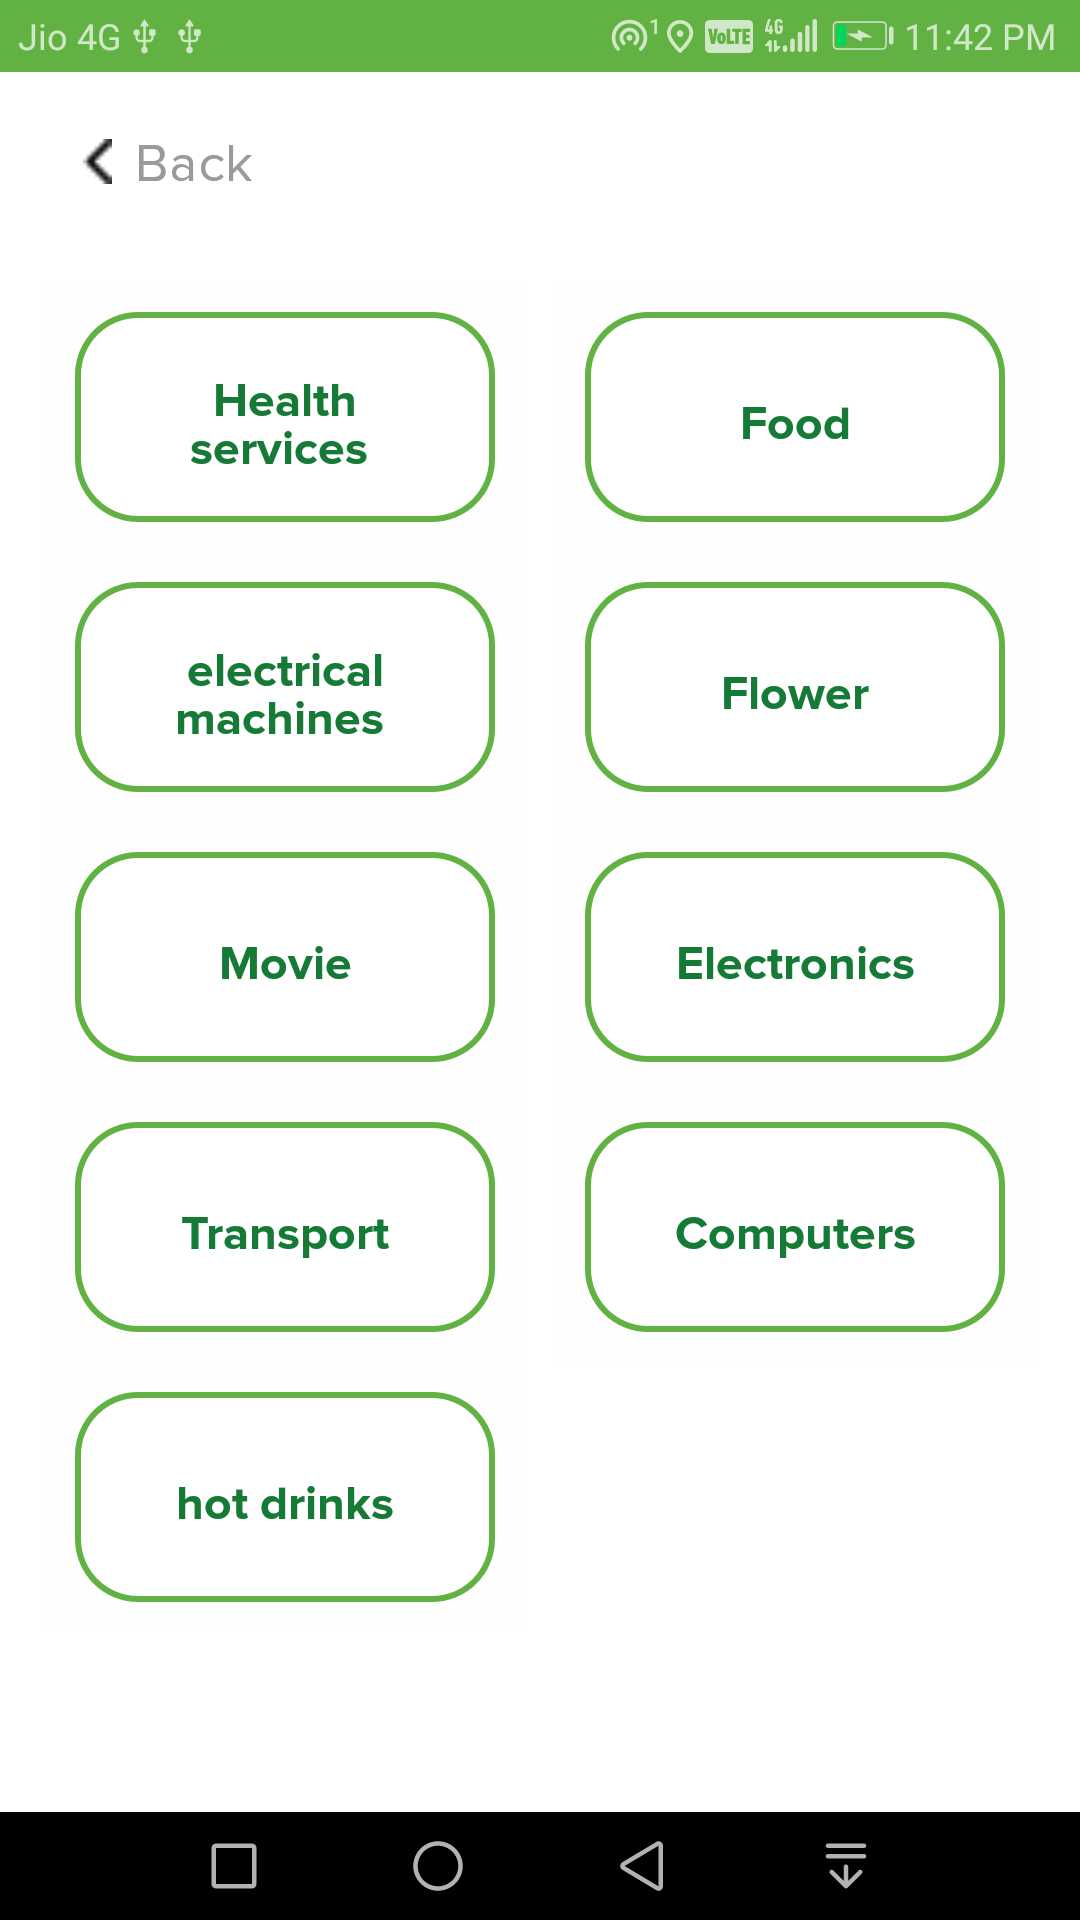 Jio 4G 1 VoLTE 4G 11:42 PM
Back
Health
services
Food
electrical
machines
Flower
Movie
Electronics
Transport
Computers
hot drinks